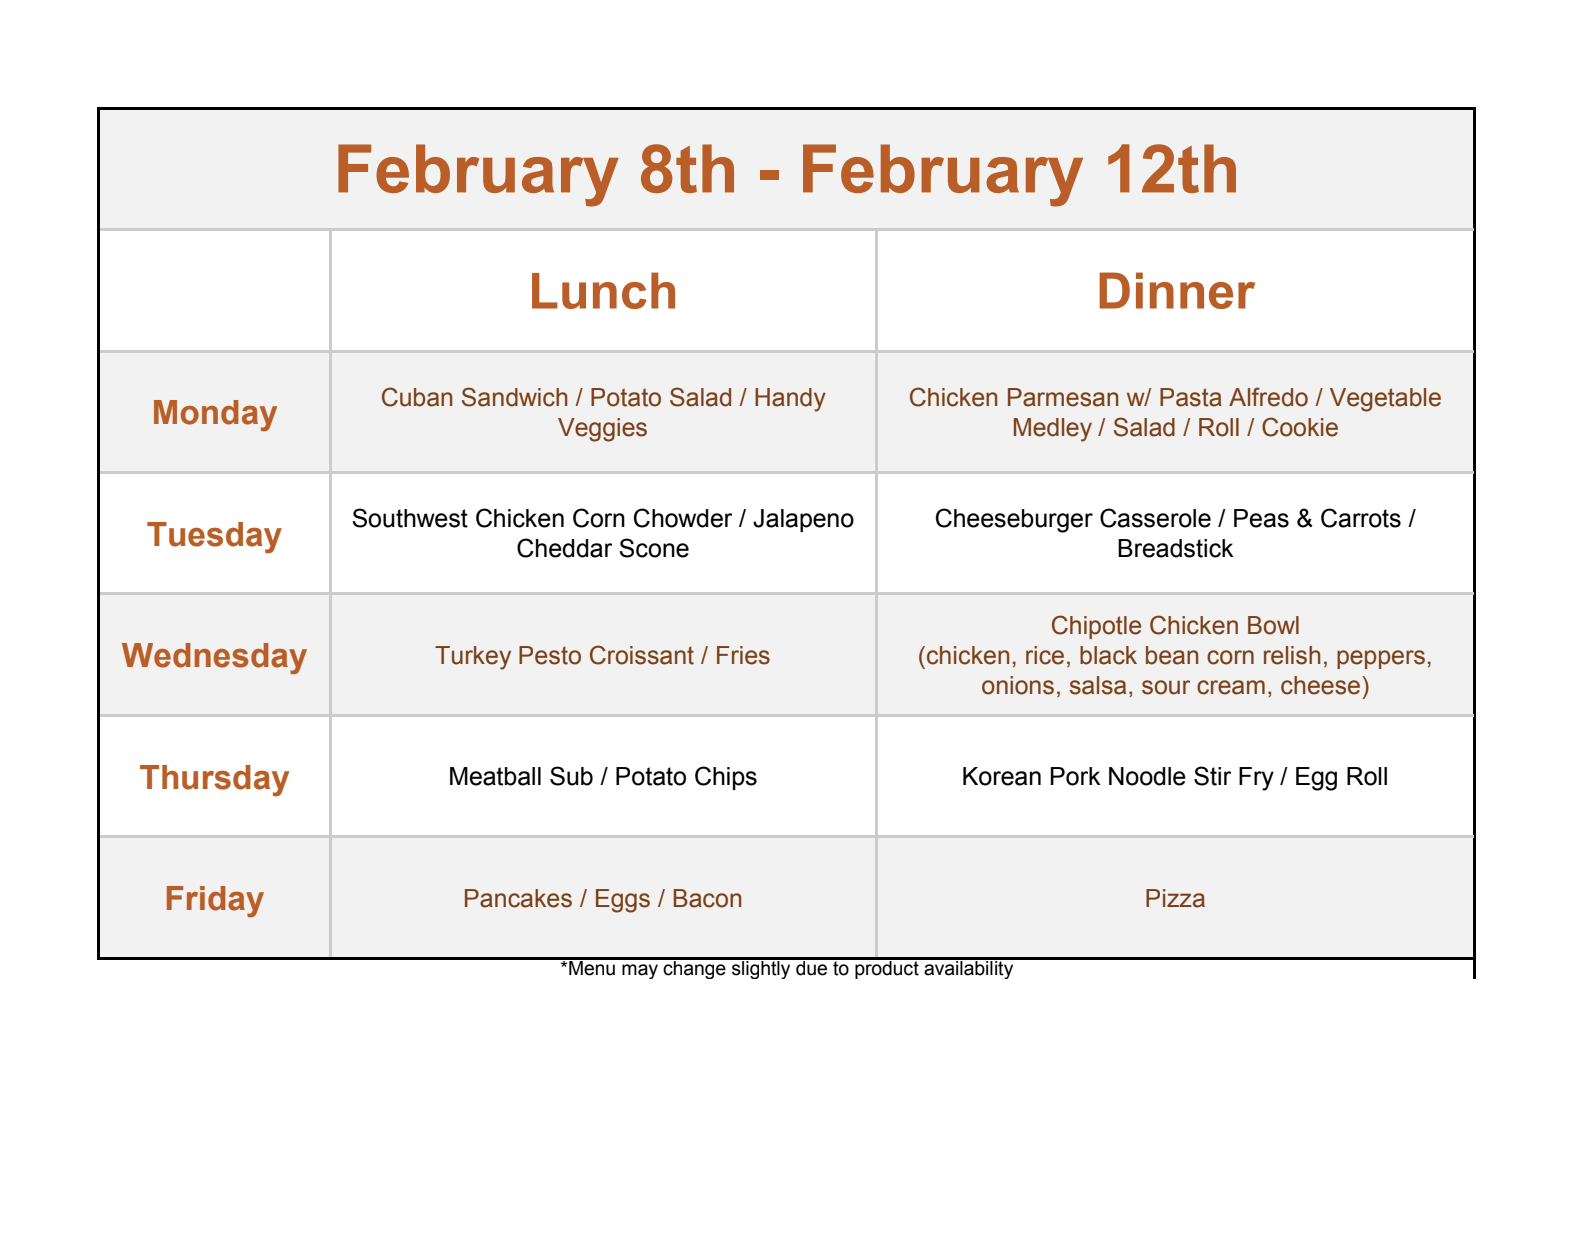 February 8th - February 12th
Lunch
Dinner
Monday
Cuban Sandwich / Potato Salad / Handy
Veggies
Chicken Parmesan w/ Pasta Alfredo / Vegetable
Medley / Salad / Roll / Cookie
Tuesday
Southwest Chicken Corn Chowder / Jalapeno
Cheddar Scone
Cheeseburger Casserole / Peas & Carrots /
Breadstick
Wednesday
Turkey Pesto Croissant / Fries
Chipotle Chicken Bowl
(chicken, rice, black bean corn relish, peppers,
onions, salsa, sour cream, cheese)
Thursday
Meatball Sub / Potato Chips
Korean Pork Noodle Stir Fry / Egg Roll
Friday
Pancakes / Eggs / Bacon
Pizza
*Menu may change slightly due to product availability